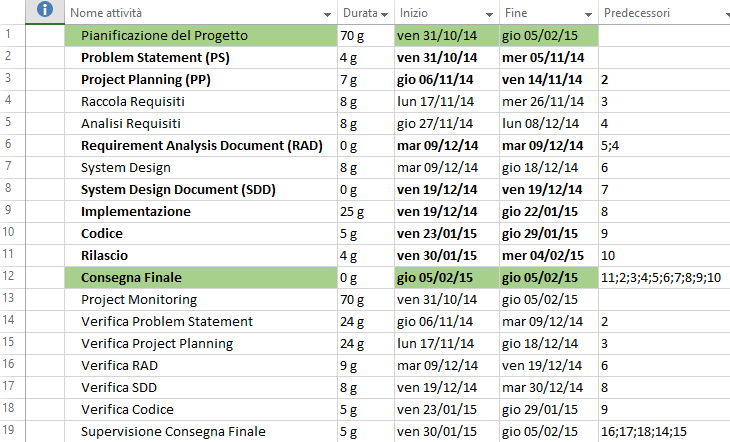 Nome attività Durata Inizio Fine Predecessori
1 Pianificazione del Progetto 70 g ven 31/10/14 gio 05/02/15
2 Problem Statement (PS) 4 g ven 31/10/14 mer 05/11/14
3 Project Planning (PP) 7 g gio 06/11/14 ven 14/11/14 2
4 Raccola Requisiti 8 g lun 17/11/14 mer 26/11/14 3
5 Analisi Requisiti 8 g gio 27/11/14 lun 08/12/14 4
6 Requirement Analysis Document (RAD) 0 g mar 09/12/14 mar 09/12/14 5;4
7 System Design 8 g mar 09/12/14 gio 18/12/14 6
8 System Design Document (SDD) 0 g ven 19/12/14 ven 19/12/14 7
9 Implementazione 25 g ven 19/12/14 gio 22/01/15 8
10 Codice 5 g ven 23/01/15 gio 29/01/15 9
11 Rilascio 4 g ven 30/01/15 mer 04/02/15 10
12 Consegna Finale 0 g gio 05/02/15 gio 05/02/15 11;2;3;4;5;6;7;8;9;10
13 Project Monitoring 70 g ven 31/10/14 gio 05/02/15
14 Verifica Problem Statement 24 g gio 06/11/14 mar 09/12/14 2
15 Verifica Project Planning 24 g lun 17/11/14 gio 18/12/14 3
16 Verifica RAD 9 g mar 09/12/14 ven 19/12/14 6
17 Verifica SDD 8 g ven 19/12/14 mar 30/12/14 8
18 Verifica Codice 5 g ven 23/01/15 gio 29/01/15 9
19 Supervisione Consegna Finale 5 g ven 30/01/15 gio 05/02/15 16;17;18;14;15